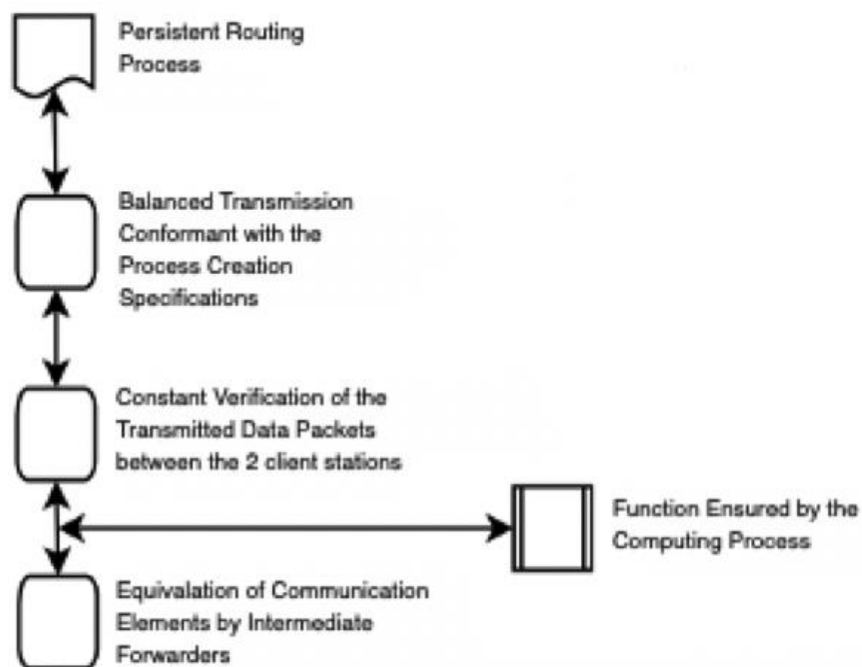 Persistent Routing
Process
Balanced Transmission
Conformant with the
Process Creation
Specifications
Constant Verification of the
Transmitted Data Packets
between the 2 client stations
Function Ensured by the
Computing Process
Equivalation of Communication
Elements by Intermediate
Forwarders